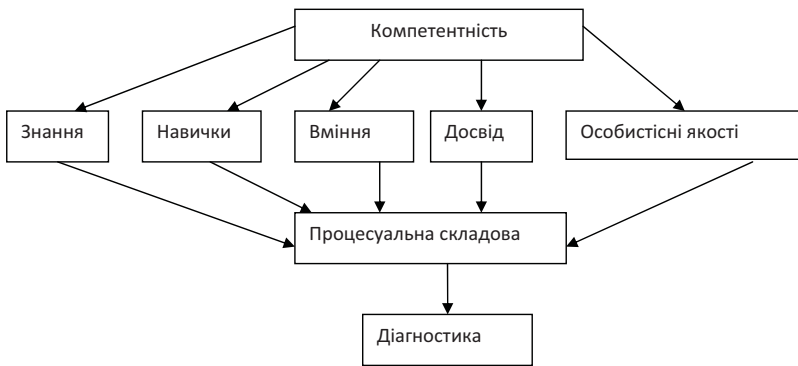 Компетентність
Знання
Навички
Вміння
Досвід
Особистісні якості
Процесуальна складова
Діагностика